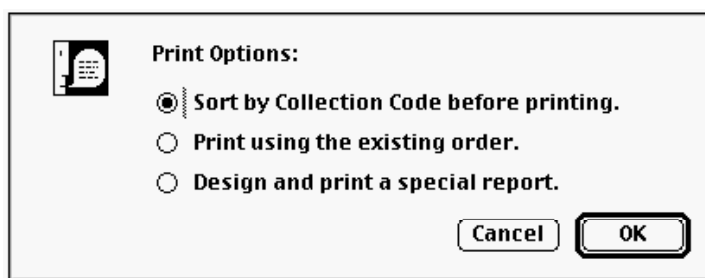 Print Options:
Sort by Collection Code before printing.
Print using the existing order.
Design and print a special report.
Cancel OK